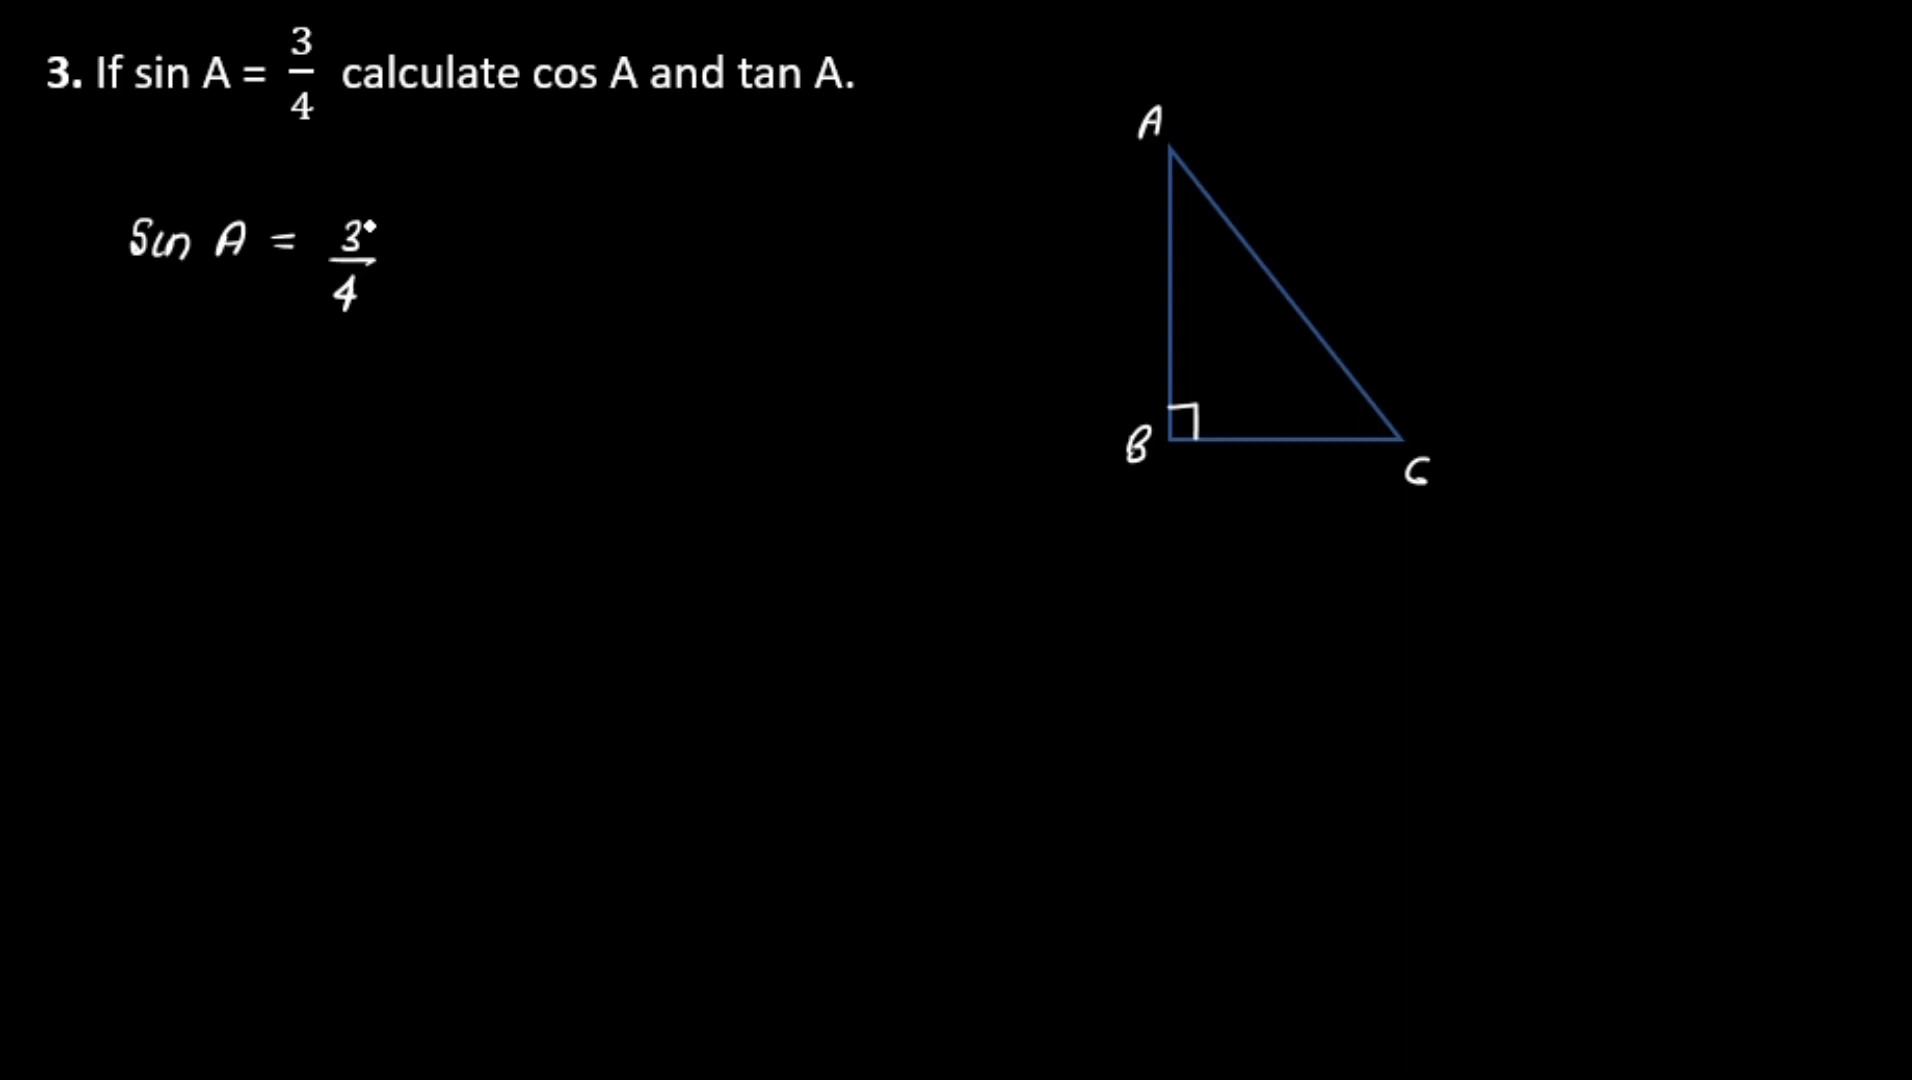 3. If sin A = 3/4 calculate cos A and tan A.
A
Sin A = 3/4
B
C